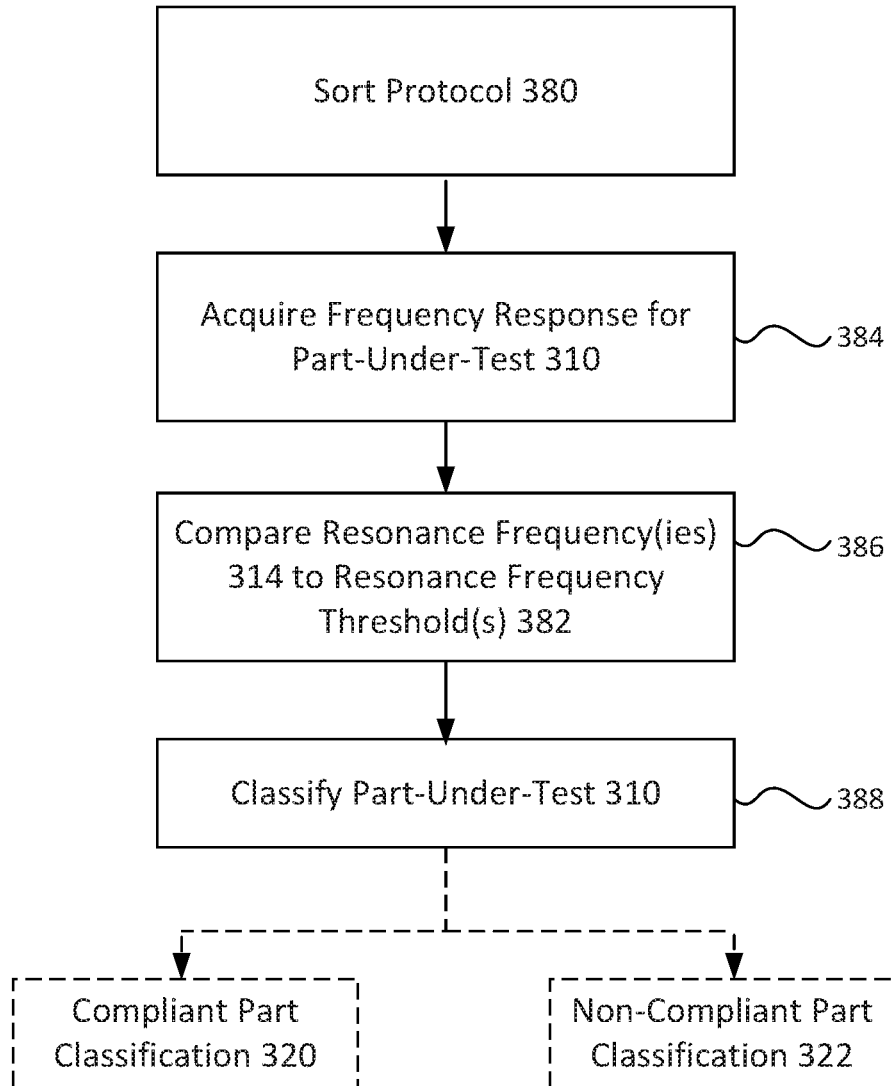 Sort Protocol 380
Acquire Frequency Response for
Part-Under-Test 310
384
Compare Resonance Frequency(ies)
314 to Resonance Frequency
Threshold(s) 382
386
Classify Part-Under-Test 310
388
Compliant Part
Classification 320
Non-Compliant Part
Classification 322